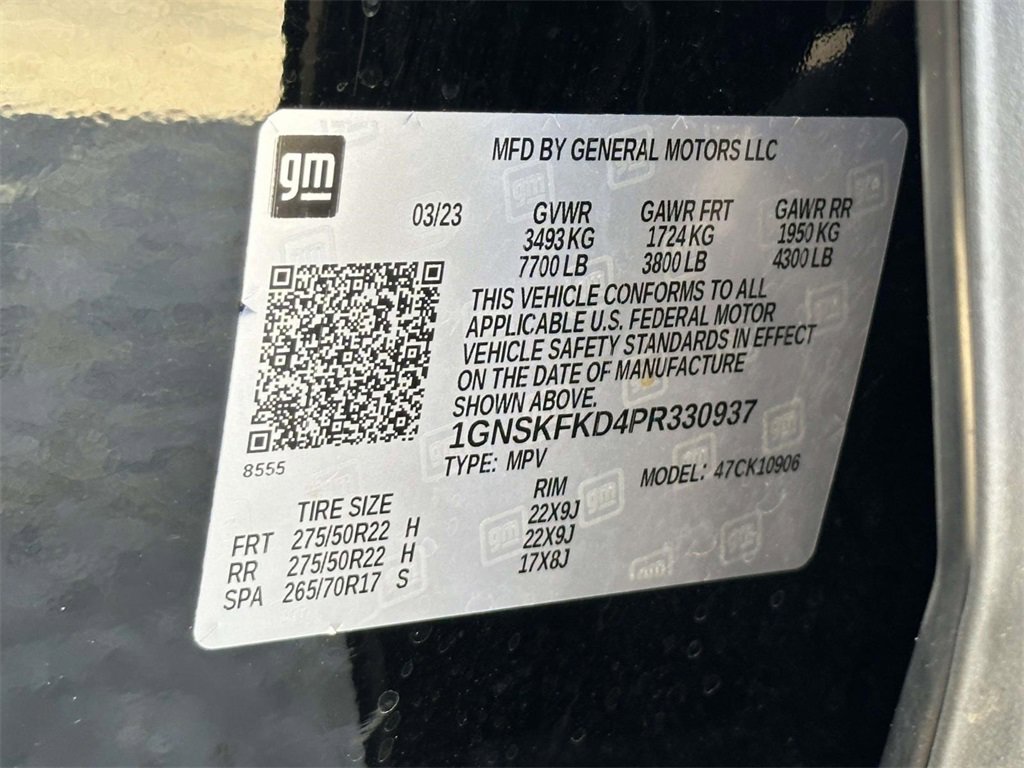 gm
MFD BY GENERAL MOTORS LLC
03/23 GVWR GAWR FRT GAWR RR
3493 KG 1724 KG 1950 KG
7700 LB 3800 LB 4300 LB
THIS VEHICLE CONFORMS TO ALL
APPLICABLE U.S. FEDERAL MOTOR
VEHICLE SAFETY STANDARDS IN EFFECT
ON THE DATE OF MANUFACTURE
SHOWN ABOVE.
1GNSKFKD4PR330937
8555
TYPE: MPV MODEL: 47CK10906
TIRE SIZE RIM
FRT 275/50R22 H 22X9J
RR 275/50R22 H 22X9J
SPA 265/70R17 S 17X8J